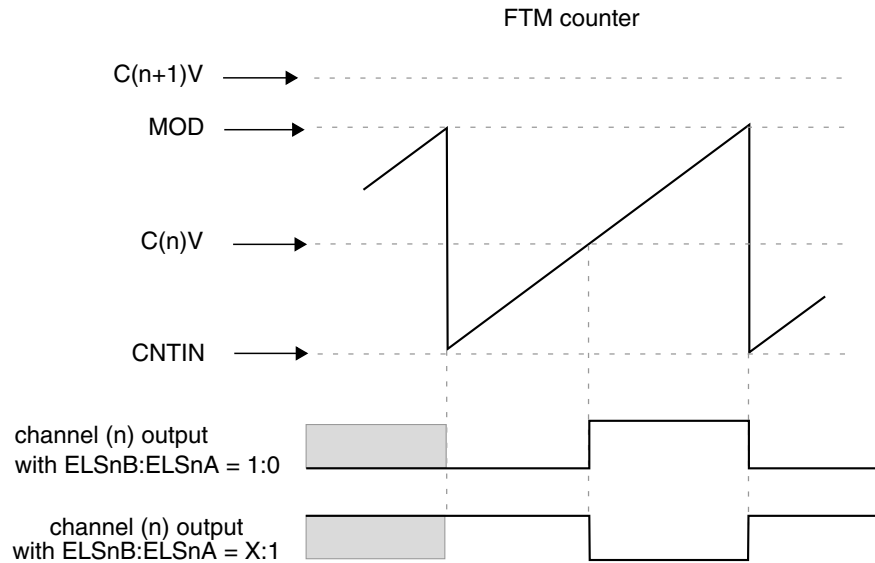 FTM counter
C(n+1)V
MOD
C(n)V
CNTIN
channel (n) output
with ELSnB:ELSnA = 1:0
channel (n) output
with ELSnB:ELSnA = X:1